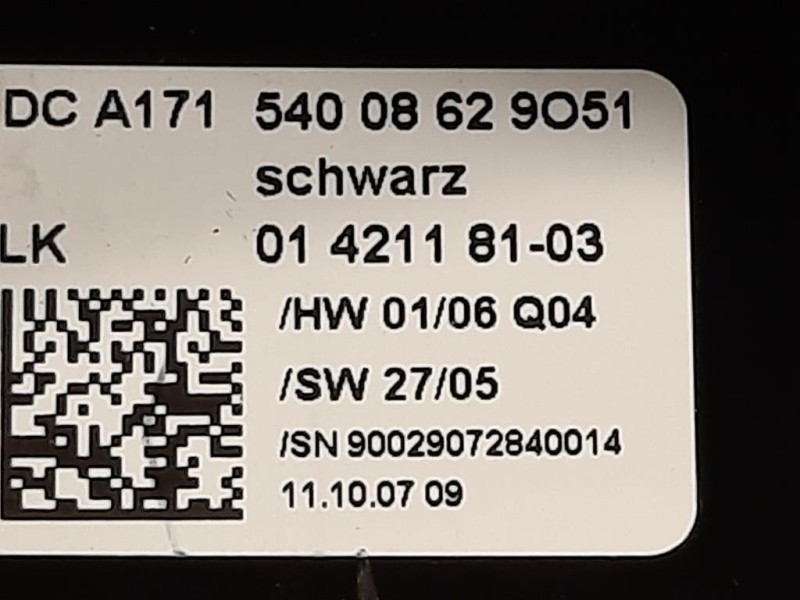 DC A171 540 08 62 9O51
schwarz
LK 01 4211 81-03
/HW 01/06 Q04
/SW 27/05
/SN 90029072840014
11.10.07 09